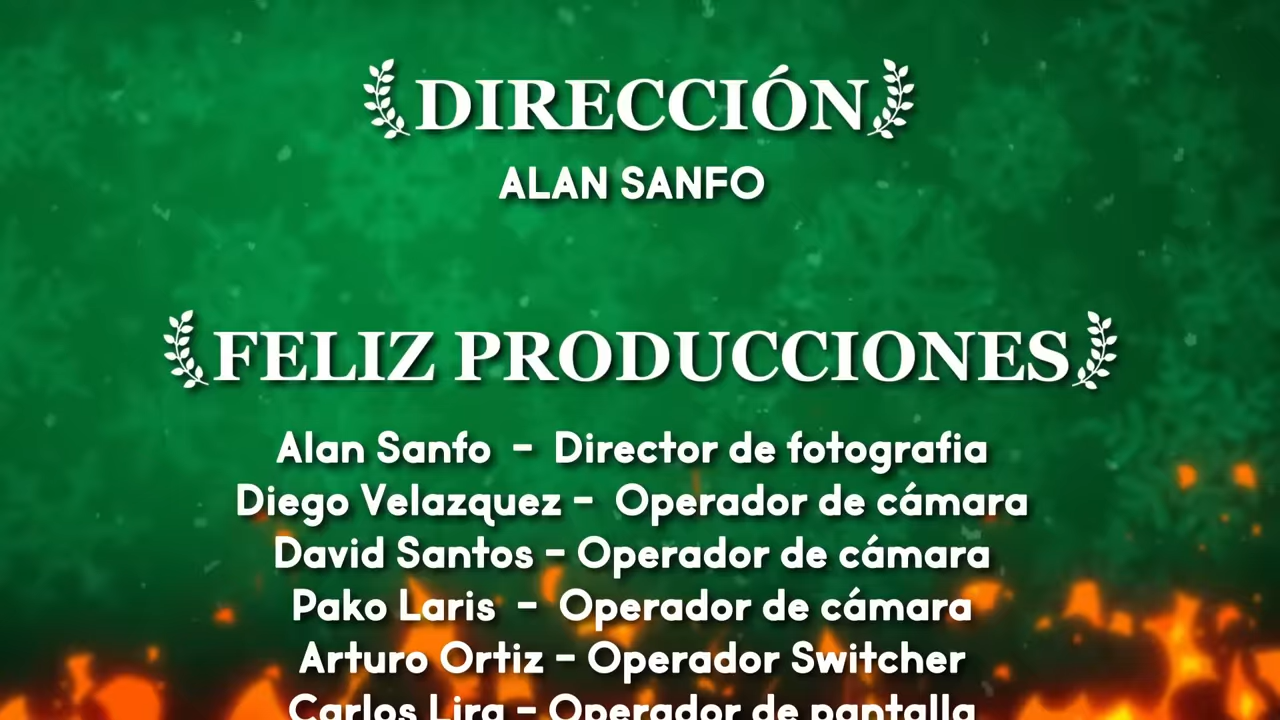 DIRECCIÓN
ALAN SANFO
FELIZ PRODUCCIONES
Alan Sanfo - Director de fotografia
Diego Velazquez - Operador de cámara
David Santos - Operador de cámara
Pako Laris - Operador de cámara
Arturo Ortiz - Operador Switcher
Carlos Lira - Operador de pantalla